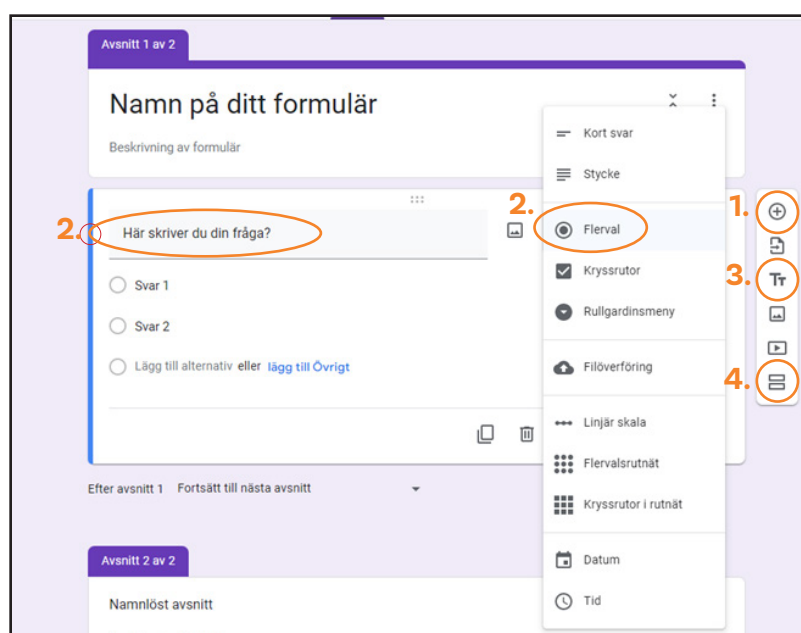 Avsnitt 1 av 2
Namn på ditt formulär
Beskrivning av formulär
2.
Här skriver du din fråga?
Svar 1
Svar 2
Lägg till alternativ eller lägg till Övrigt
Efter avsnitt 1 Fortsätt till nästa avsnitt
Avsnitt 2 av 2
Namnlöst avsnitt
Kort svar
Stycke
2.
Flerval
Kryssrutor
Rullgardinsmeny
Filöverföring
Linjär skala
Flervalsrutnät
Kryssrutor i rutnät
Datum
Tid
1.
3.
Tт
4.